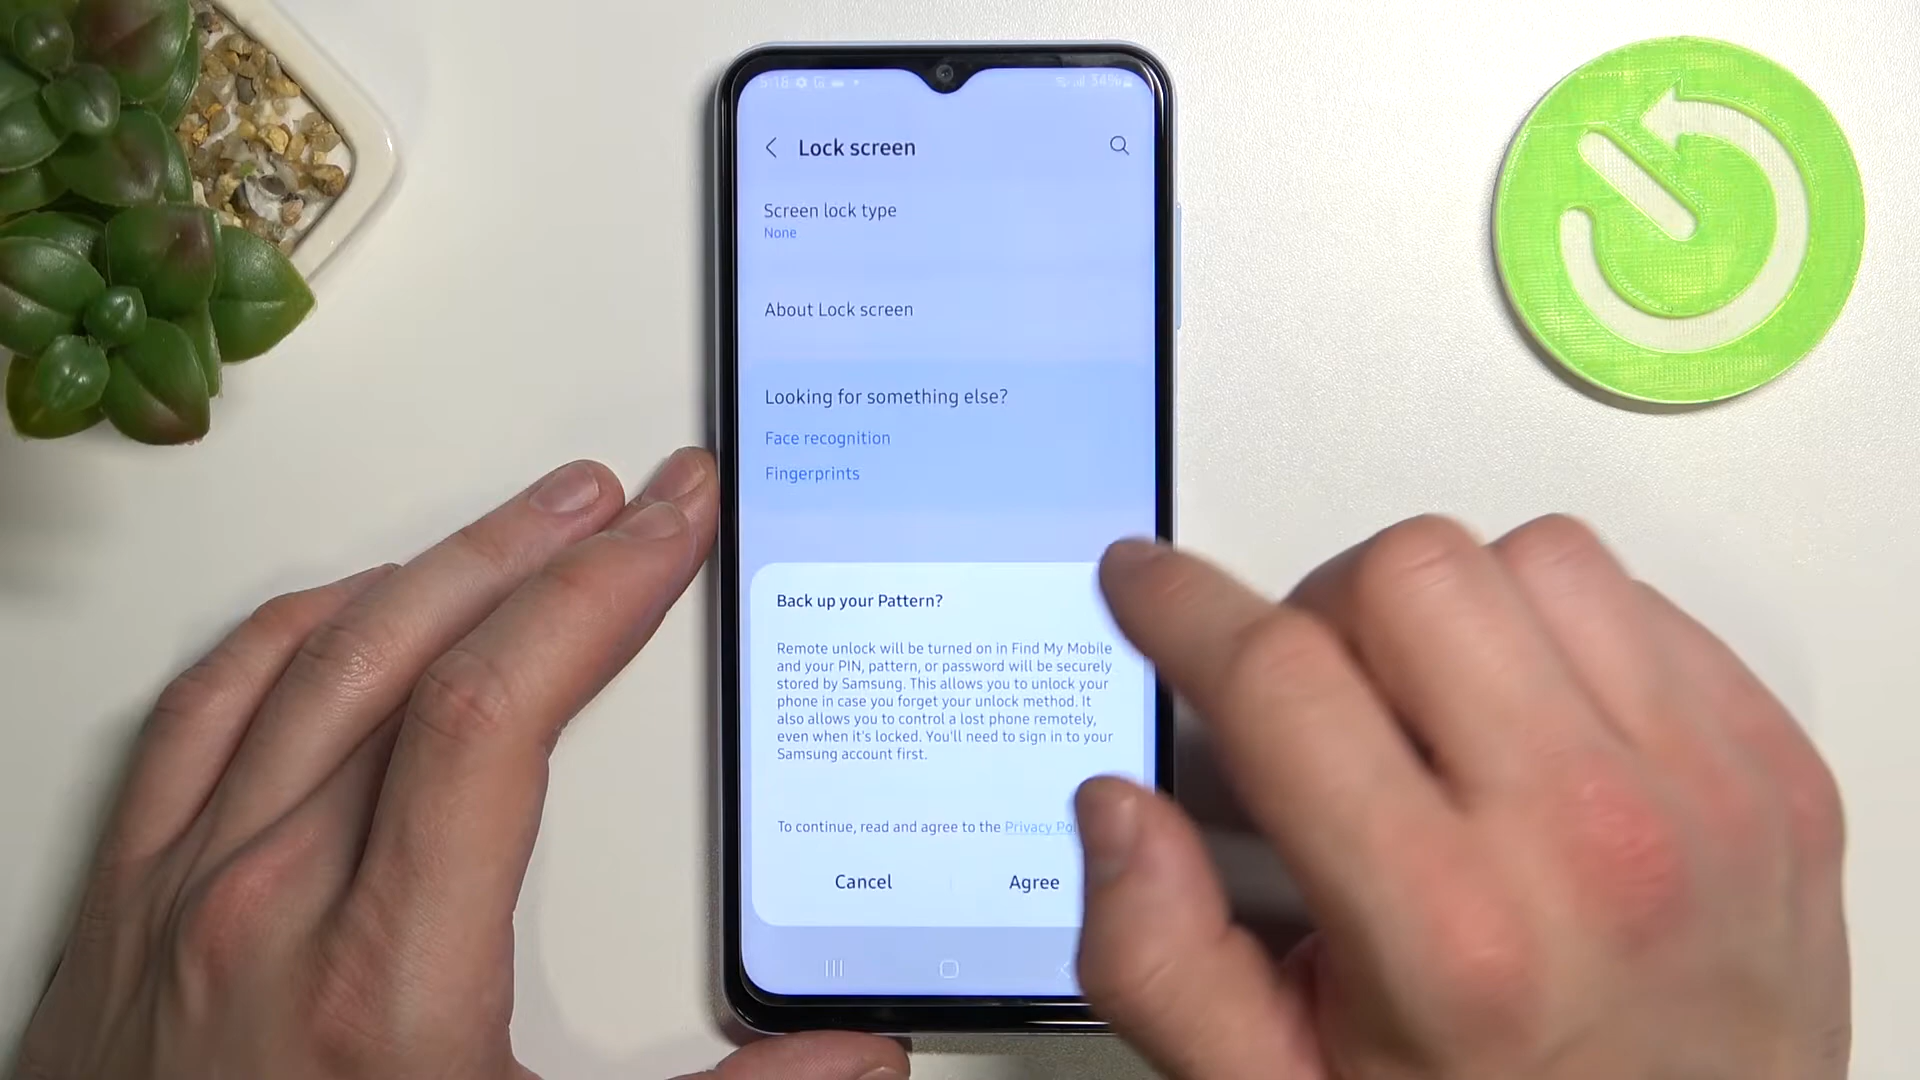 5:18
34%
Lock screen
Screen lock type
None
About Lock screen
Looking for something else?
Face recognition
Fingerprints
Back up your Pattern?
Remote unlock will be turned on in Find My Mobile
and your PIN, pattern, or password will be securely
stored by Samsung. This allows you to unlock your
phone in case you forget your unlock method. It
also allows you to control a lost phone remotely,
even when it's locked. You'll need to sign in to your
Samsung account first.
To continue, read and agree to the Privacy
Cancel
Agree